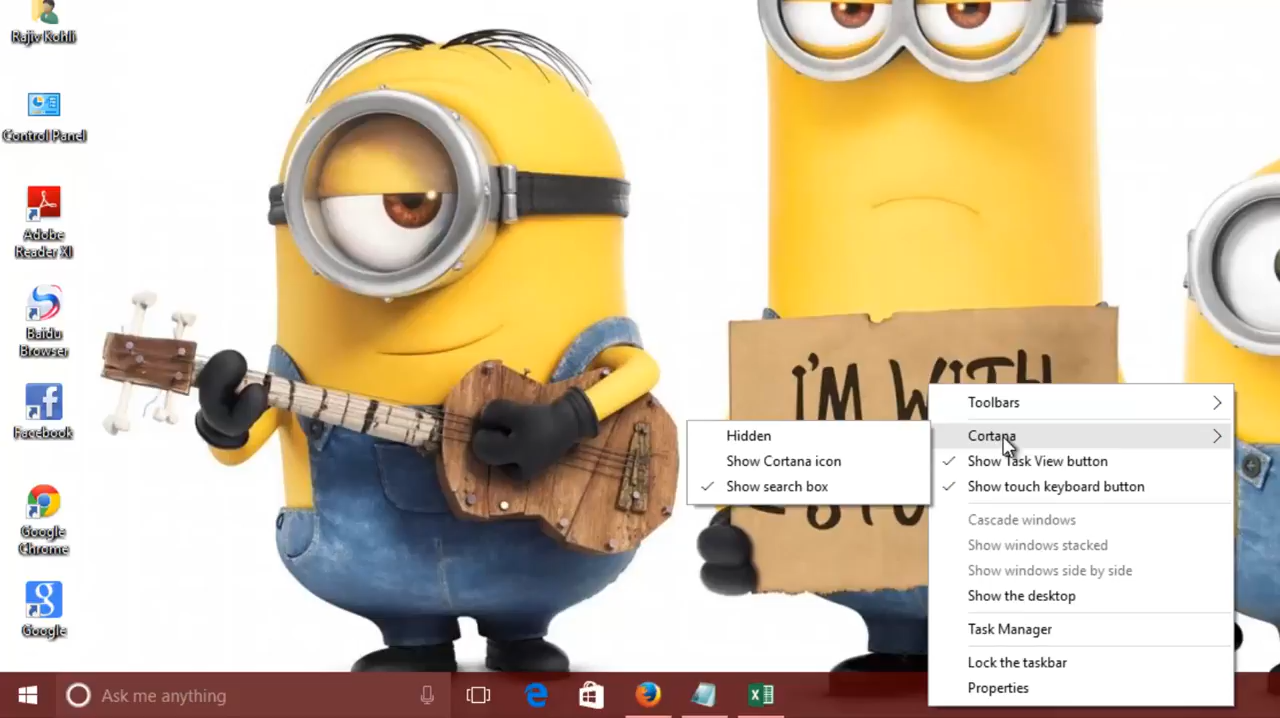 Rajiv Kohli
Control Panel
Adobe
Reader XI
Baidu
Browser
Facebook
Google
Chrome
Google
I'M WITH
Toolbars
Cortana
Show Task View button
Show touch keyboard button
Cascade windows
Show windows stacked
Show windows side by side
Show the desktop
Task Manager
Lock the taskbar
Properties
Hidden
Show Cortana icon
Show search box
Ask me anything